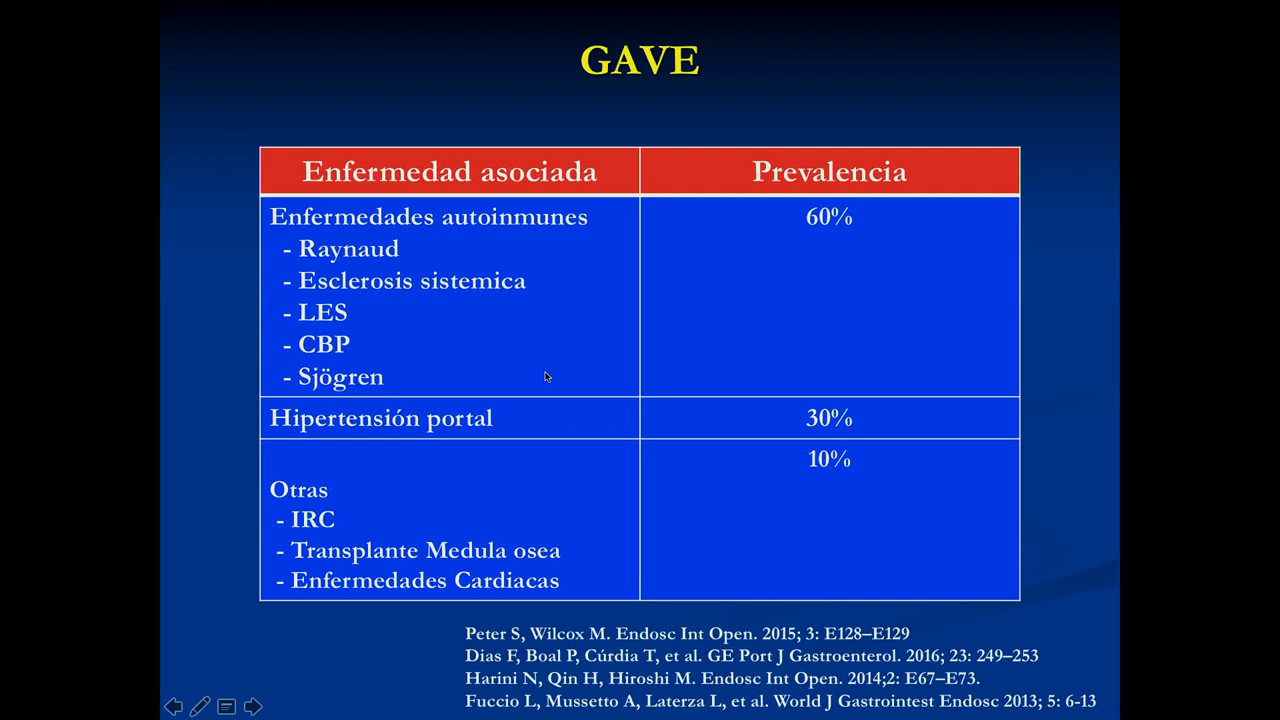 GAVE
Enfermedad asociada Prevalencia
Enfermedades autoinmunes 60%
- Raynaud
- Esclerosis sistemica
- LES
- CBP
- Sjögren
Hipertensión portal 30%
10%
Otras
- IRC
- Transplante Medula osea
- Enfermedades Cardiacas
Peter S, Wilcox M. Endosc Int Open. 2015; 3: E128–E129
Dias F, Boal P, Cúrdia T, et al. GE Port J Gastroenterol. 2016; 23: 249–253
Harini N, Qin H, Hiroshi M. Endosc Int Open. 2014;2: E67–E73.
Fuccio L, Mussetto A, Laterza L, et al. World J Gastrointest Endosc 2013; 5: 6-13